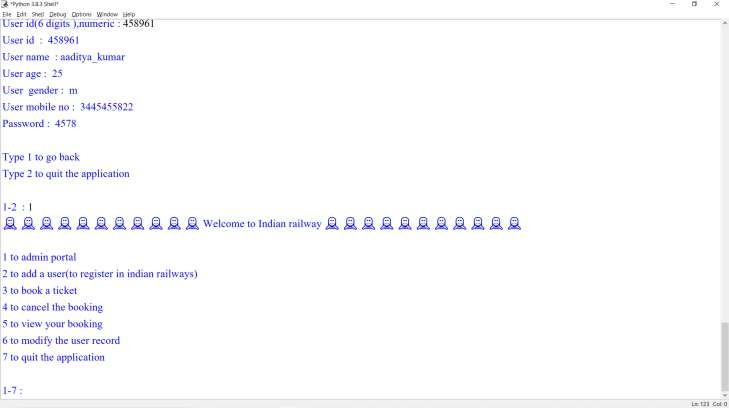 *Python 3.8.3 Shell*
File Edit Shell Debug Options Window Help
User id(6 digits ),numeric : 458961
User id : 458961
User name : aaditya_kumar
User age : 25
User gender : m
User mobile no : 3445455822
Password : 4578
Type 1 to go back
Type 2 to quit the application
1-2 : 1
Welcome to Indian railway
1 to admin portal
2 to add a user(to register in indian railways)
3 to book a ticket
4 to cancel the booking
5 to view your booking
6 to modify the user record
7 to quit the application
1-7 :
Ln: 123 Col: 0